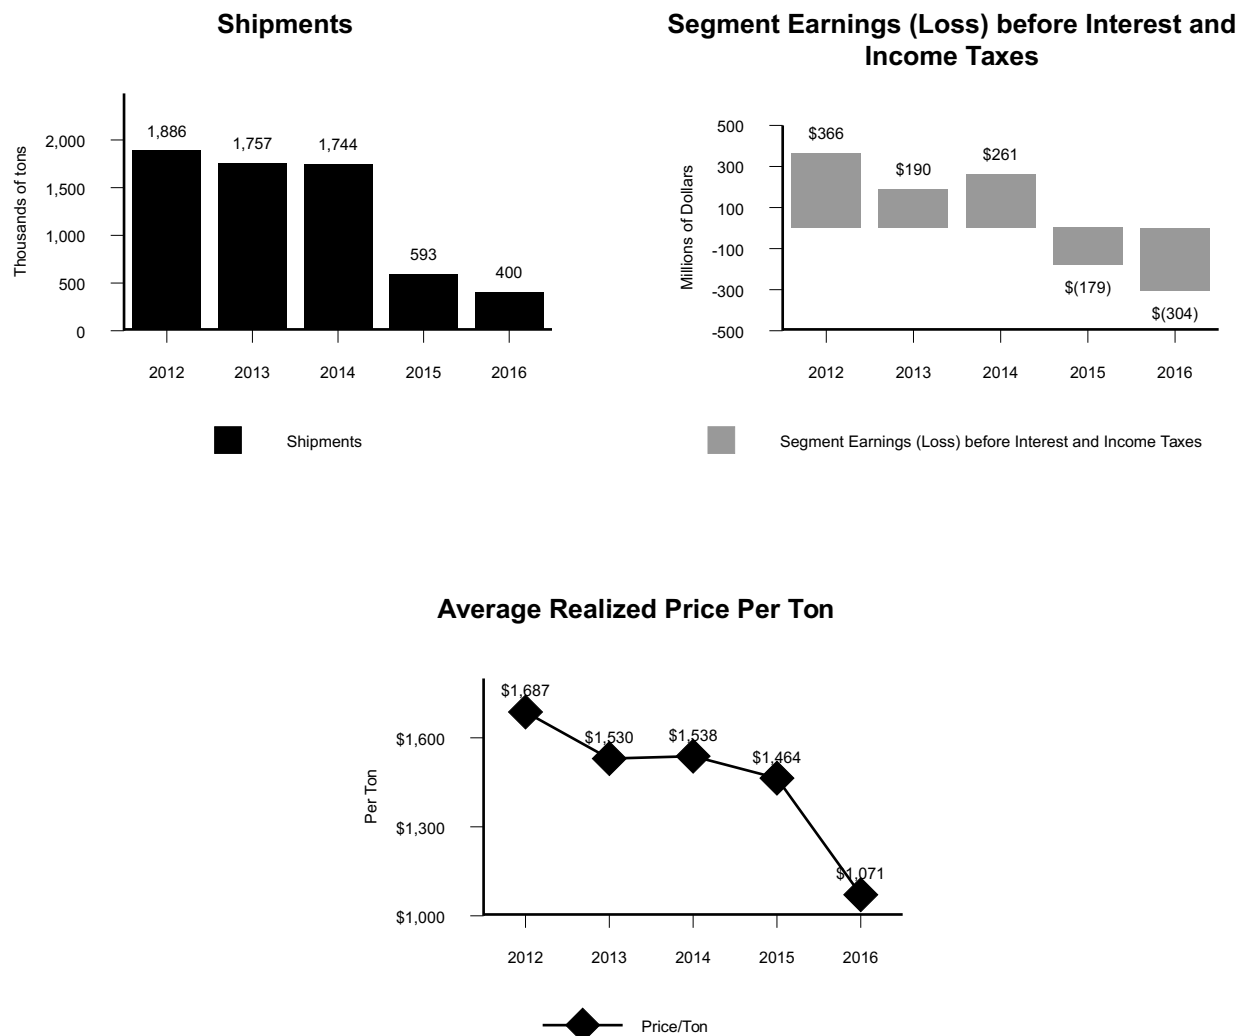 Shipments
Thousands of tons
2,000
1,500
1,000
500
0
1,886
1,757
1,744
593
400
2012 2013 2014 2015 2016
Shipments
Segment Earnings (Loss) before Interest and
Income Taxes
Millions of Dollars
500
300
100
-100
-300
-500
$366
$190
$261
$(179)
$(304)
2012 2013 2014 2015 2016
Segment Earnings (Loss) before Interest and Income Taxes
Average Realized Price Per Ton
Per Ton
$1,600
$1,300
$1,000
$1,687
$1,530
$1,538
$1,464
$1,071
2012 2013 2014 2015 2016
Price/Ton